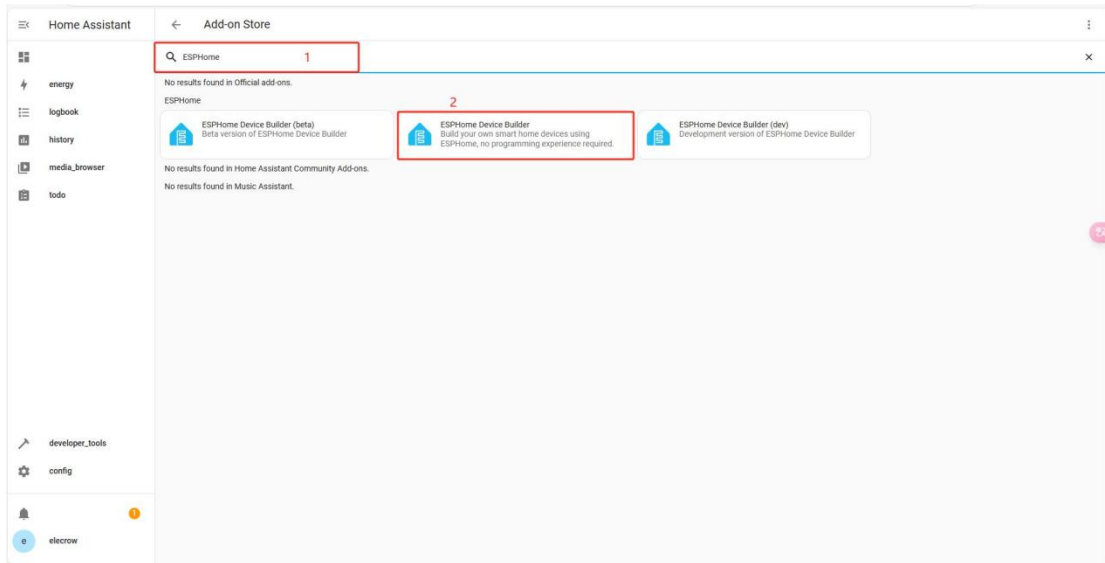 Home Assistant
Add-on Store
ESPHome
1
energy
No results found in Official add-ons.
ESPHome
2
logbook
ESPHome Device Builder (beta)
Beta version of ESPHome Device Builder
ESPHome Device Builder
Build your own smart home devices using
ESPHome, no programming experience required.
ESPHome Device Builder (dev)
Development version of ESPHome Device Builder
history
media_browser
No results found in Home Assistant Community Add-ons.
No results found in Music Assistant.
todo
developer_tools
config
1
e
elecrow